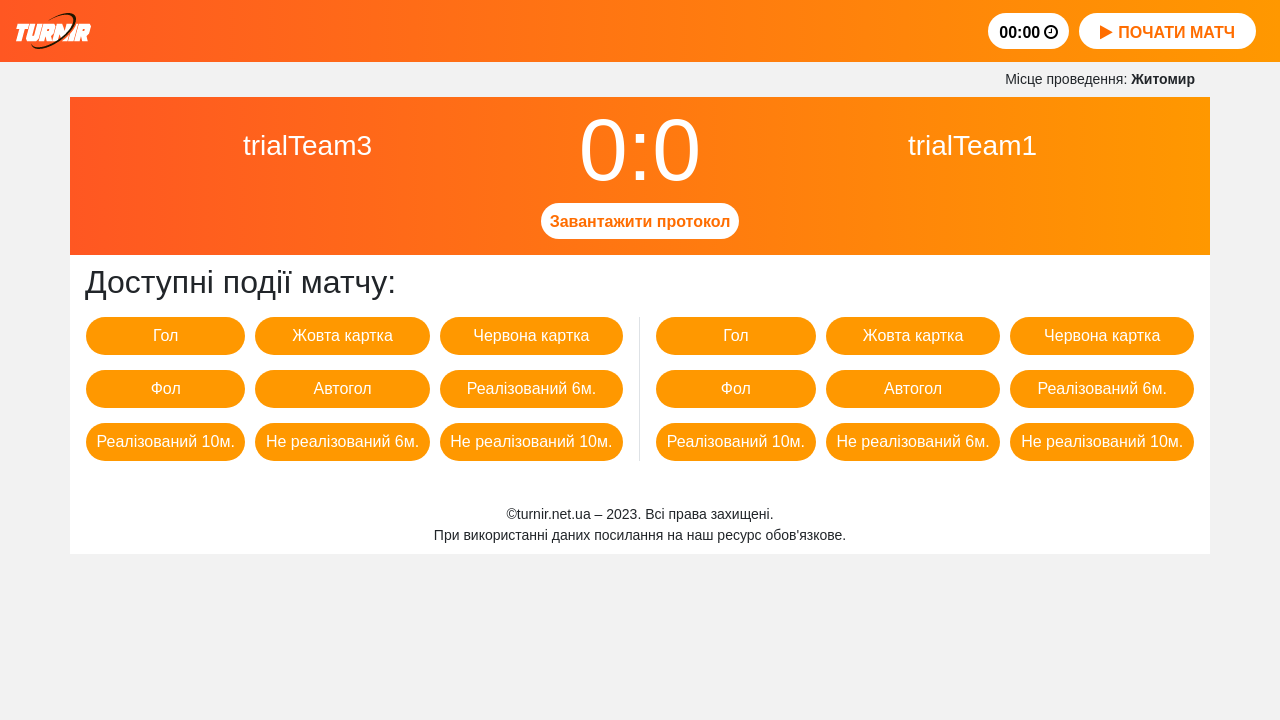 TURNIR
00:00
ПОЧАТИ МАТЧ
Місце проведення: Житомир
trialTeam3
0:0
trialTeam1
Завантажити протокол
Доступні події матчу:
Гол Жовта картка Червона картка Гол Жовта картка Червона картка
Фол Автогол Реалізований 6м. Фол Автогол Реалізований 6м.
Реалізований 10м. Не реалізований 6м. Не реалізований 10м. Реалізований 10м. Не реалізований 6м. Не реалізований 10м.
©turnir.net.ua – 2023. Всі права захищені.
При використанні даних посилання на наш ресурс обов'язкове.